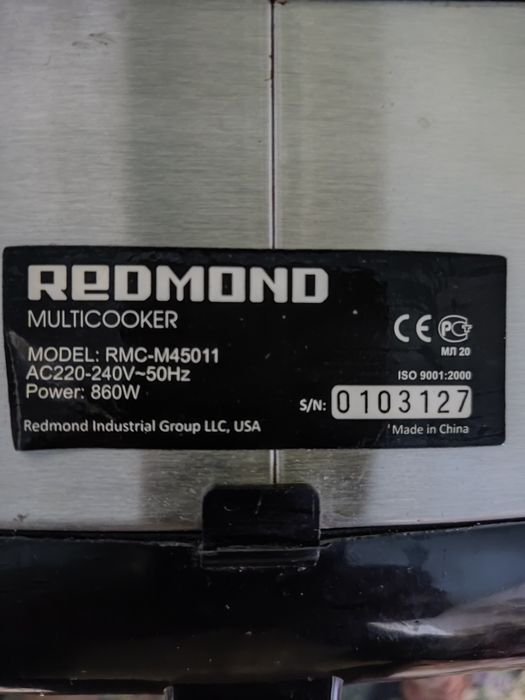 REDMOND
MULTICOOKER
MODEL: RMC-M45011
AC220-240V~50Hz
Power: 860W
CE РСТ
МЛ 20
ISO 9001:2000
S/N: 0103127
Redmond Industrial Group LLC, USA
Made in China